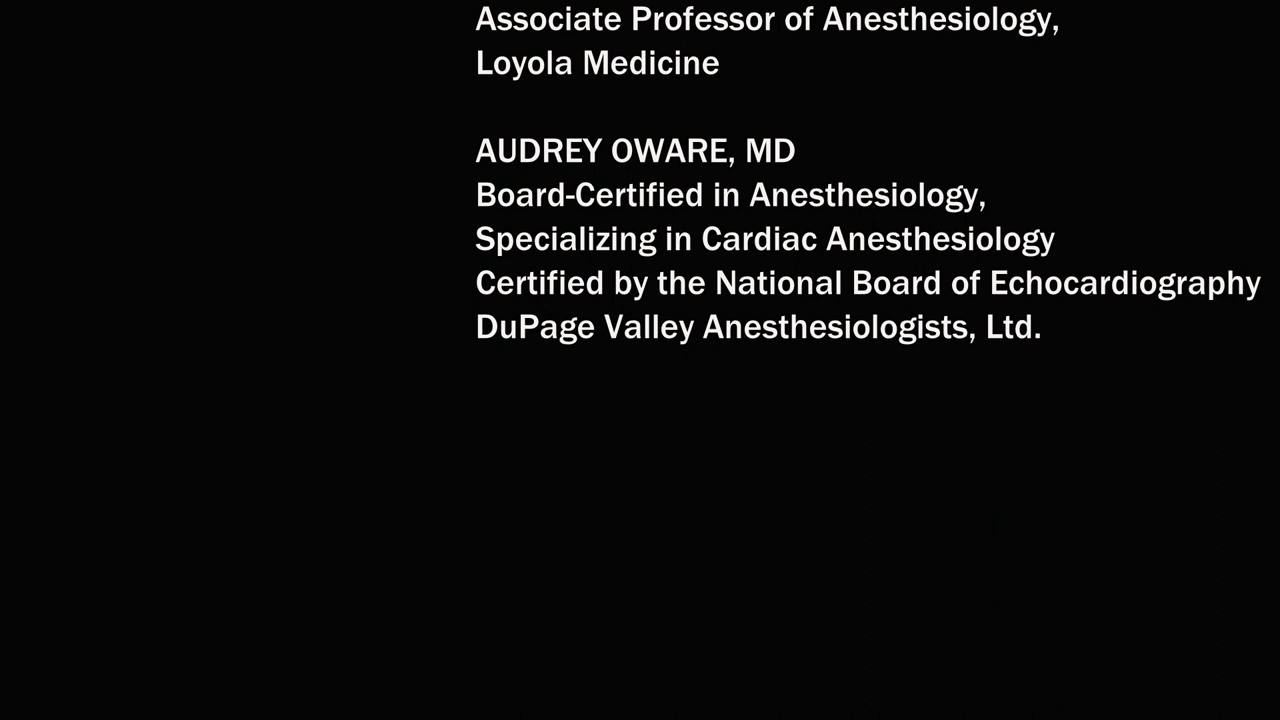 Associate Professor of Anesthesiology,
Loyola Medicine
AUDREY OWARE, MD
Board-Certified in Anesthesiology,
Specializing in Cardiac Anesthesiology
Certified by the National Board of Echocardiography
DuPage Valley Anesthesiologists, Ltd.